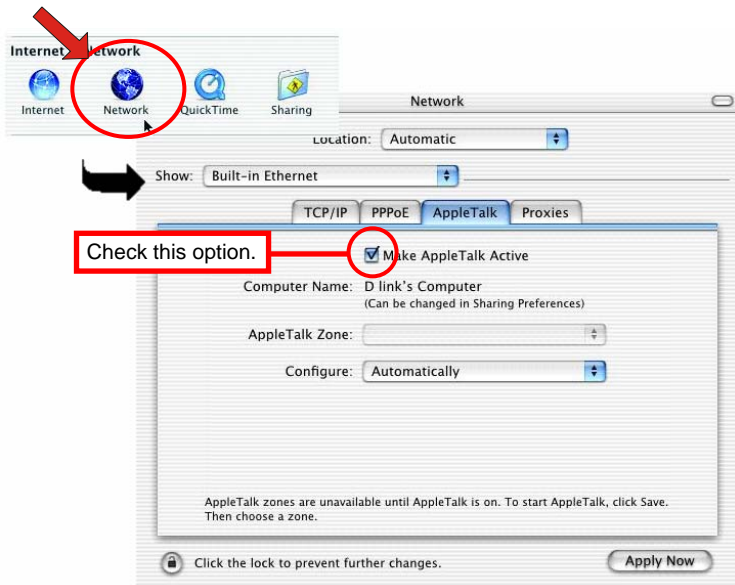 Internet & Network
Internet
Network
QuickTime
Sharing
Network
Location: Automatic
Show: Built-in Ethernet
TCP/IP
PPPoE
AppleTalk
Proxies
Check this option.
Make AppleTalk Active
Computer Name: D link's Computer
(Can be changed in Sharing Preferences)
AppleTalk Zone:
Configure: Automatically
AppleTalk zones are unavailable until AppleTalk is on. To start AppleTalk, click Save.
Then choose a zone.
Click the lock to prevent further changes.
Apply Now